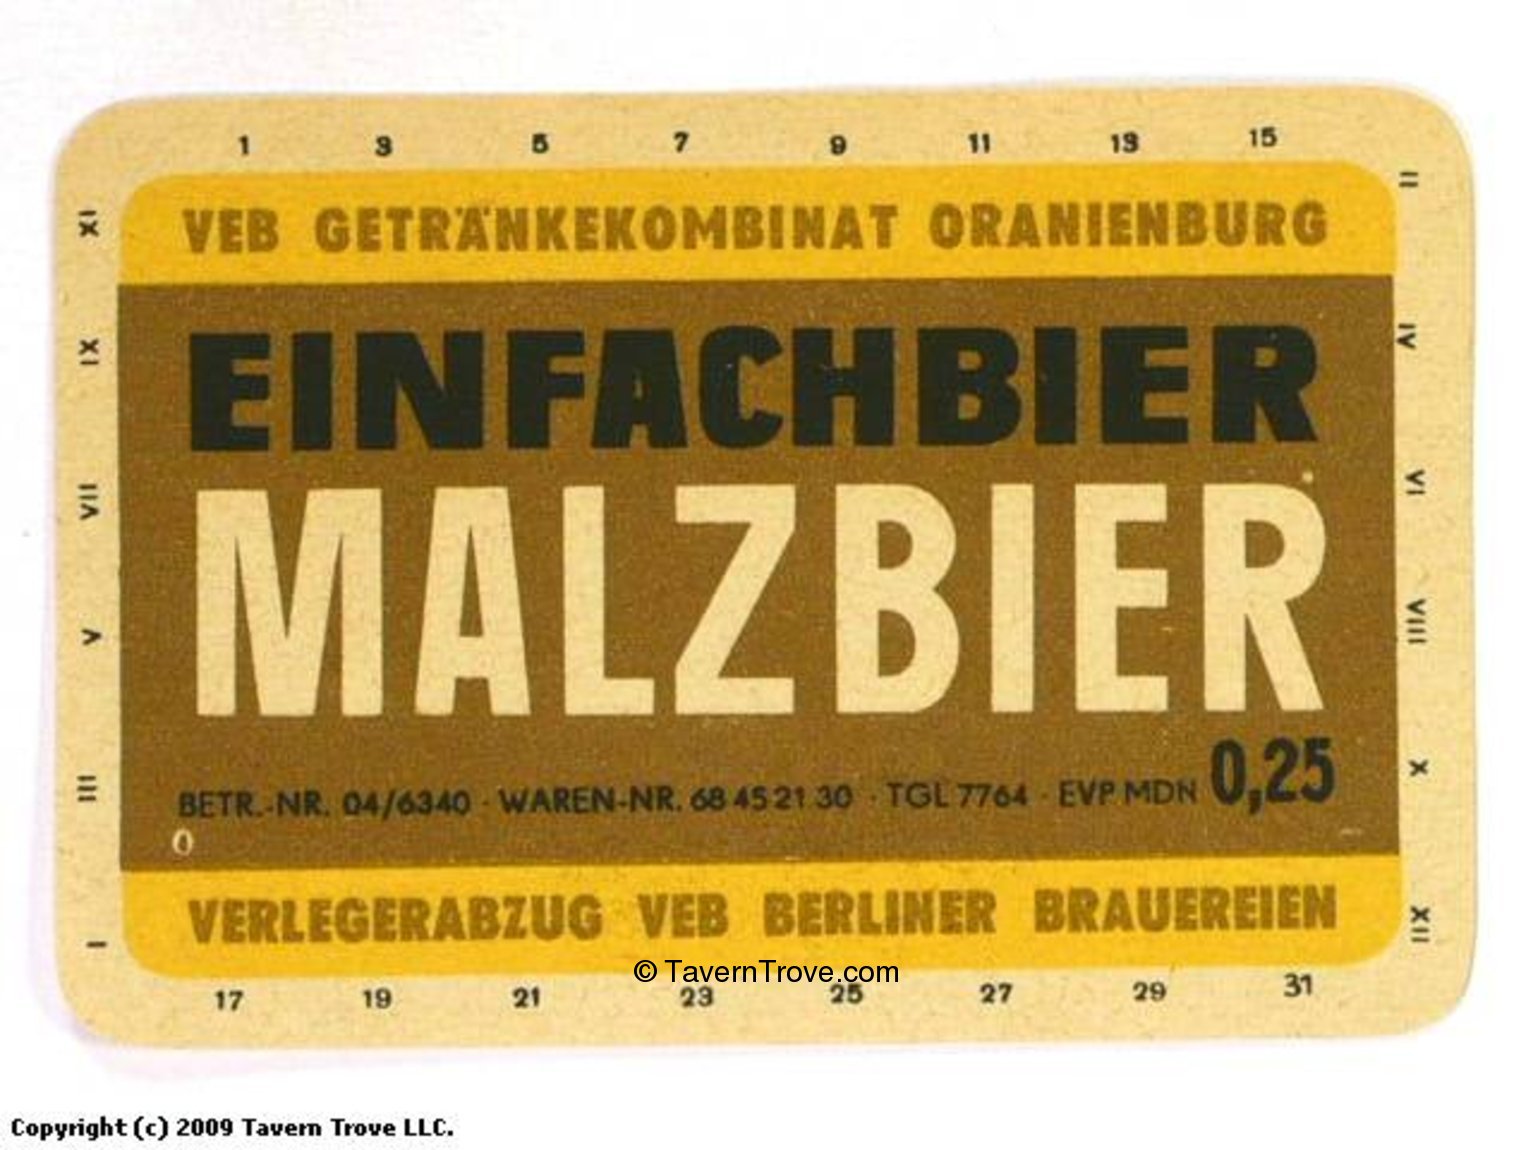 1 3 5 7 9 11 13 15
XI IX VII V III I
II IV VI VIII X XII
VEB GETRÄNKEKOMBINAT ORANIENBURG
EINFACHBIER
MALZBIER
BETR.-NR. 04/6340 · WAREN-NR. 68 45 21 30 · TGL 7764 · EVP MDN 0,25
VERLEGERABZUG VEB BERLINER BRAUEREIEN
© TavernTrove.com
17 19 21 23 25 27 29 31
Copyright (c) 2009 Tavern Trove LLC.